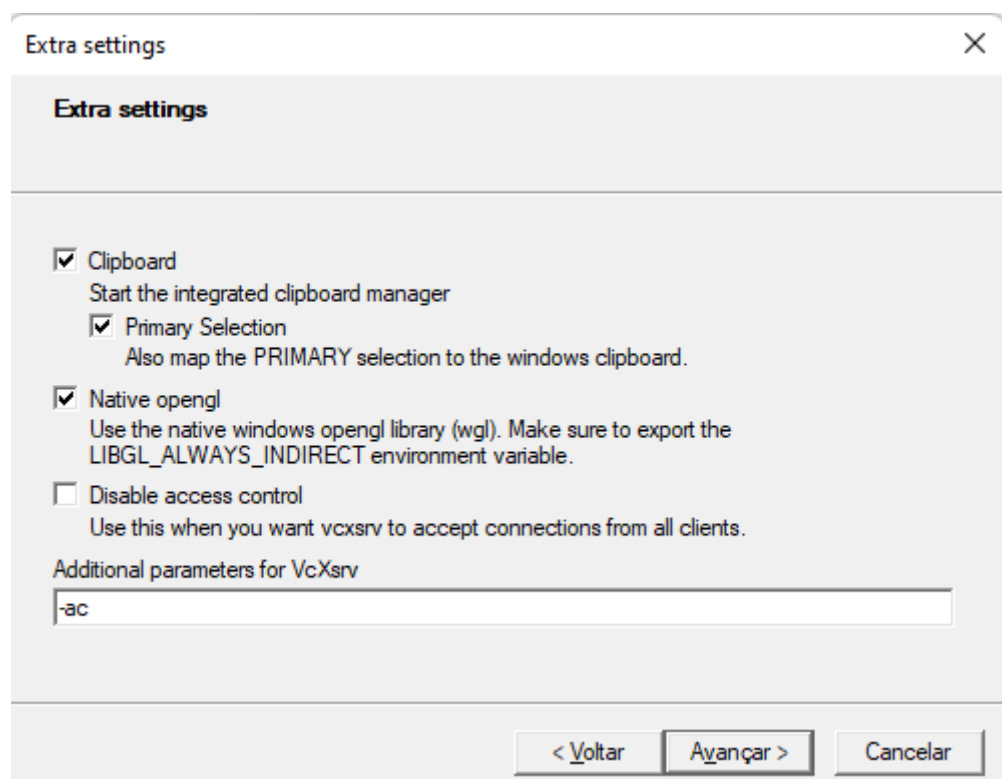 Extra settings
Extra settings
Clipboard
Start the integrated clipboard manager
Primary Selection
Also map the PRIMARY selection to the windows clipboard.
Native opengl
Use the native windows opengl library (wgl). Make sure to export the
LIBGL_ALWAYS_INDIRECT environment variable.
Disable access control
Use this when you want vcxsrv to accept connections from all clients.
Additional parameters for VcXsrv
-ac
< Voltar
Avançar >
Cancelar